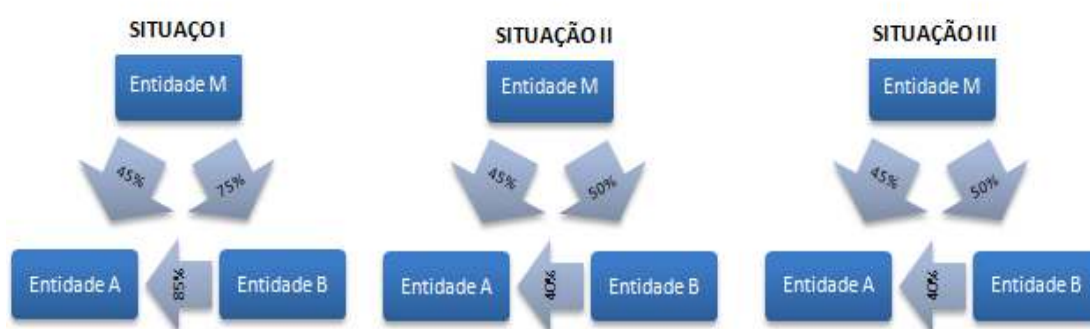 SITUAÇO I
Entidade M
45%
75%
Entidade A
85%
Entidade B
SITUAÇÃO II
Entidade M
45%
50%
Entidade A
40%
Entidade B
SITUAÇÃO III
Entidade M
45%
50%
Entidade A
40%
Entidade B